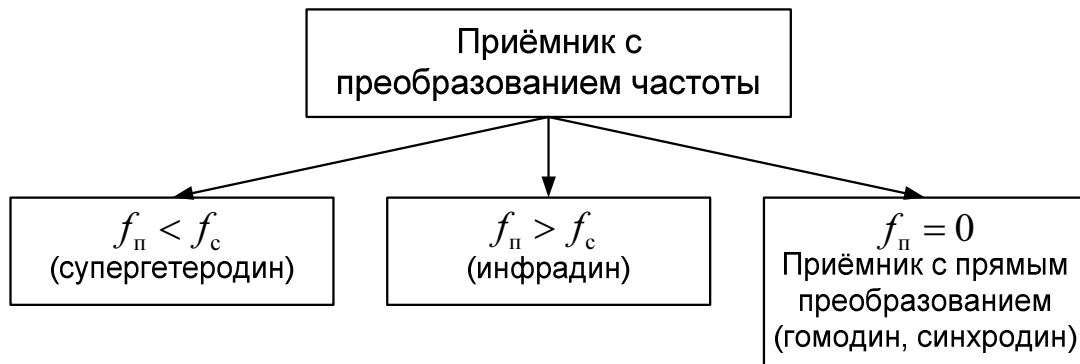 Приёмник с
преобразованием частоты
fп < fс
(супергетеродин)
fп > fс
(инфрадин)
fп = 0
Приёмник с прямым
преобразованием
(гомодин, синхродин)